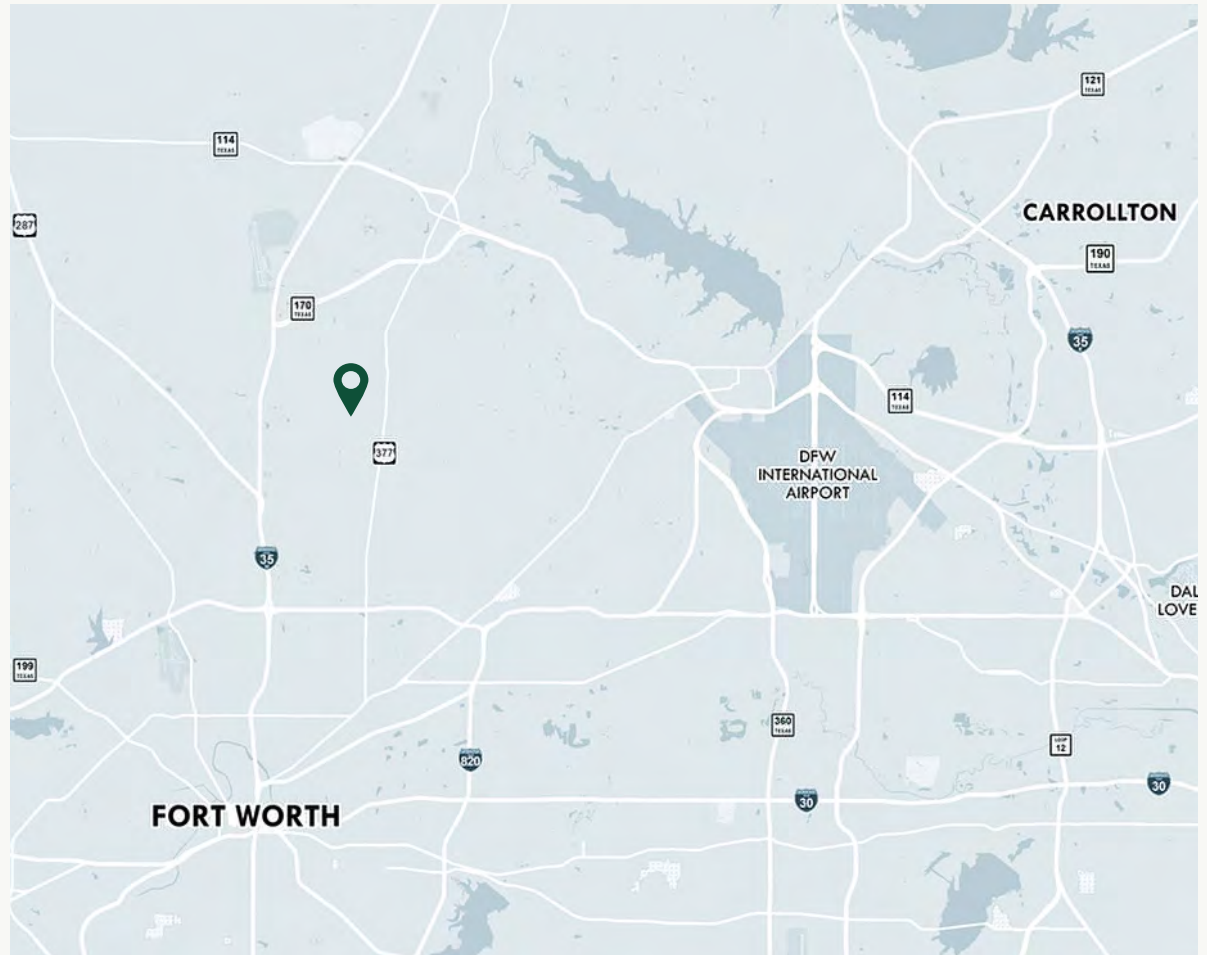 121
TEXAS
114
TEXAS
CARROLLTON
287
190
TEXAS
170
TEXAS
35
114
TEXAS
377
DFW
INTERNATIONAL
AIRPORT
35
DAL
LOVE
199
TEXAS
360
TEXAS
LOOP
12
820
30
30
FORT WORTH